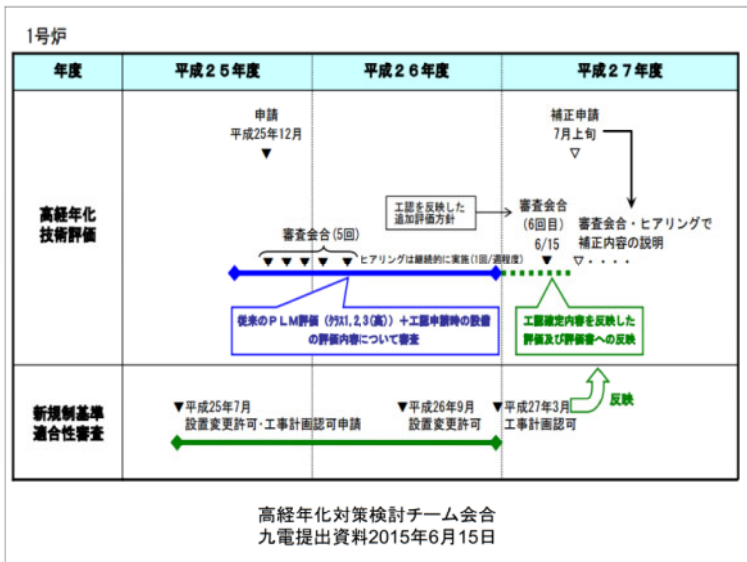 1号炉
年度
平成25年度
平成26年度
平成27年度
高経年化
技術評価
申請
平成25年12月
▼
補正申請
7月上旬
▽
工認を反映した
追加評価方針
審査会合
(6回目)
6/15
▼
審査会合・ヒアリングで
補正内容の説明
▽・・・・
審査会合(5回)
▼ ▼ ▼ ▼ ▼
ヒアリングは継続的に実施(1回/週程度)
従来のPLM評価(クラス1,2,3(高))+工認申請時の設備
の評価内容について審査
工認確定内容を反映した
評価及び評価書への反映
新規制基準
適合性審査
▼平成25年7月
設置変更許可・工事計画認可申請
▼平成26年9月
設置変更許可
▼平成27年3月
工事計画認可
反映
高経年化対策検討チーム会合
九電提出資料2015年6月15日